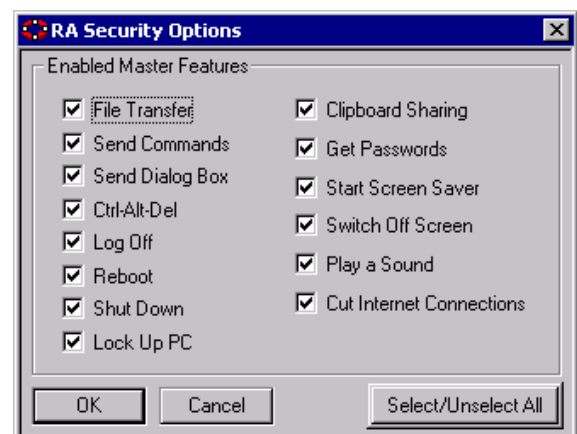 RA Security Options
Enabled Master Features
File Transfer
Send Commands
Send Dialog Box
Ctrl-Alt-Del
Log Off
Reboot
Shut Down
Lock Up PC
Clipboard Sharing
Get Passwords
Start Screen Saver
Switch Off Screen
Play a Sound
Cut Internet Connections
OK
Cancel
Select/Unselect All